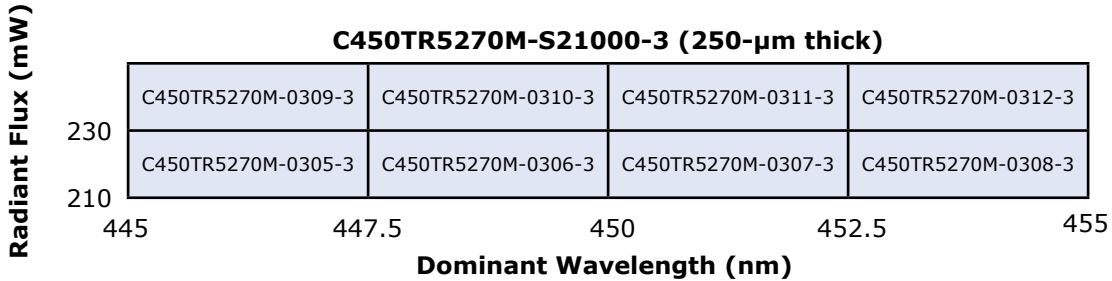 C450TR5270M-S21000-3 (250-µm thick)
Radiant Flux (mW)
C450TR5270M-0309-3 C450TR5270M-0310-3 C450TR5270M-0311-3 C450TR5270M-0312-3
230
C450TR5270M-0305-3 C450TR5270M-0306-3 C450TR5270M-0307-3 C450TR5270M-0308-3
210
445 447.5 450 452.5 455
Dominant Wavelength (nm)